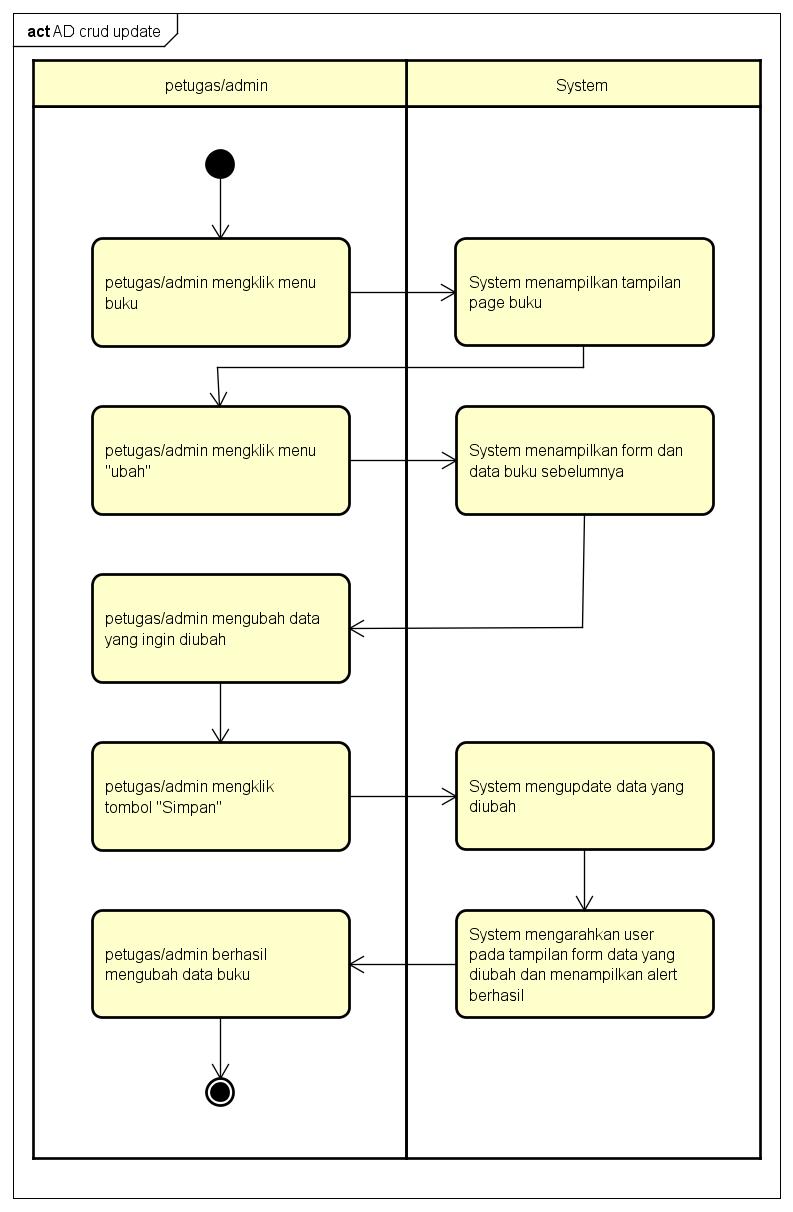 act AD crud update
petugas/admin
System
petugas/admin mengklik menu
buku
System menampilkan tampilan
page buku
petugas/admin mengklik menu
"ubah"
System menampilkan form dan
data buku sebelumnya
petugas/admin mengubah data
yang ingin diubah
petugas/admin mengklik
tombol "Simpan"
System mengupdate data yang
diubah
petugas/admin berhasil
mengubah data buku
System mengarahkan user
pada tampilan form data yang
diubah dan menampilkan alert
berhasil